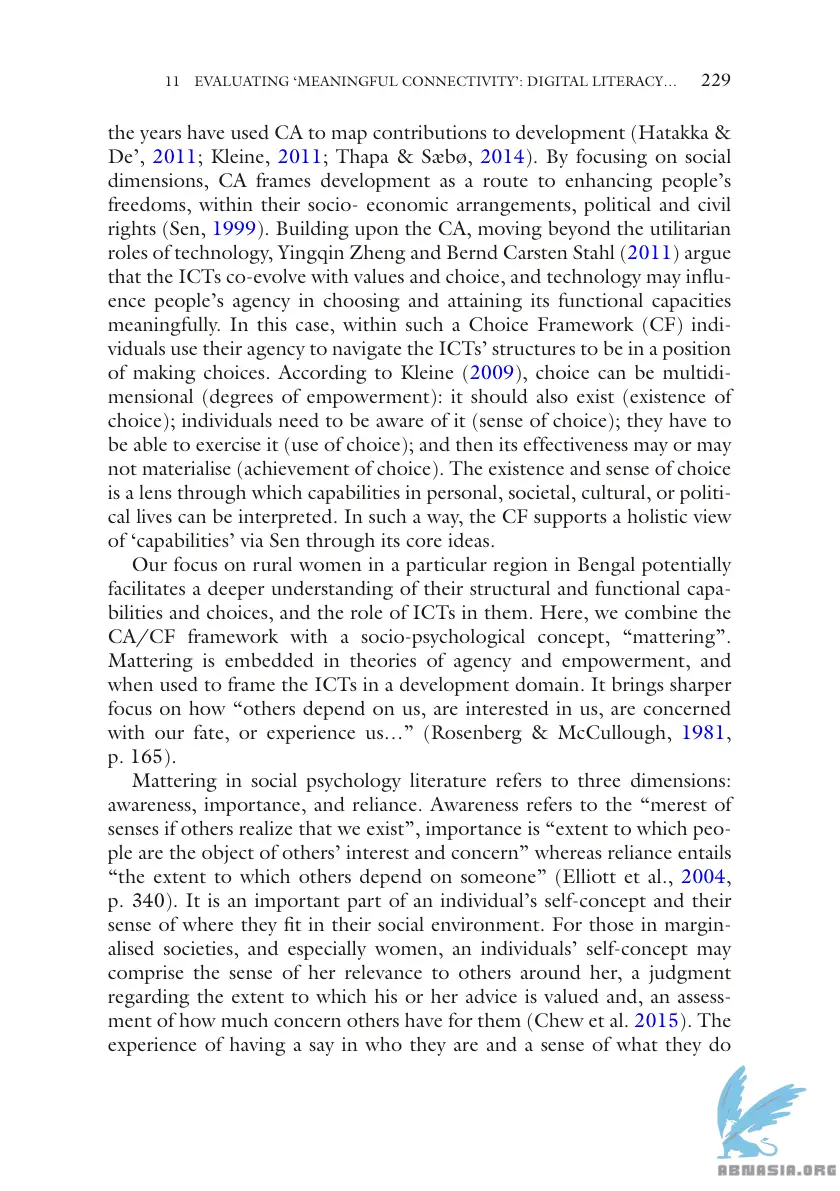 11 EVALUATING ‘MEANINGFUL CONNECTIVITY’: DIGITAL LITERACY… 229
the years have used CA to map contributions to development (Hatakka &
De’, 2011; Kleine, 2011; Thapa & Sæbø, 2014). By focusing on social
dimensions, CA frames development as a route to enhancing people’s
freedoms, within their socio- economic arrangements, political and civil
rights (Sen, 1999). Building upon the CA, moving beyond the utilitarian
roles of technology, Yingqin Zheng and Bernd Carsten Stahl (2011) argue
that the ICTs co-evolve with values and choice, and technology may influ-
ence people’s agency in choosing and attaining its functional capacities
meaningfully. In this case, within such a Choice Framework (CF) indi-
viduals use their agency to navigate the ICTs’ structures to be in a position
of making choices. According to Kleine (2009), choice can be multidi-
mensional (degrees of empowerment): it should also exist (existence of
choice); individuals need to be aware of it (sense of choice); they have to
be able to exercise it (use of choice); and then its effectiveness may or may
not materialise (achievement of choice). The existence and sense of choice
is a lens through which capabilities in personal, societal, cultural, or politi-
cal lives can be interpreted. In such a way, the CF supports a holistic view
of ‘capabilities’ via Sen through its core ideas.
Our focus on rural women in a particular region in Bengal potentially
facilitates a deeper understanding of their structural and functional capa-
bilities and choices, and the role of ICTs in them. Here, we combine the
CA/CF framework with a socio-psychological concept, “mattering”.
Mattering is embedded in theories of agency and empowerment, and
when used to frame the ICTs in a development domain. It brings sharper
focus on how “others depend on us, are interested in us, are concerned
with our fate, or experience us…” (Rosenberg & McCullough, 1981,
p. 165).
Mattering in social psychology literature refers to three dimensions:
awareness, importance, and reliance. Awareness refers to the “merest of
senses if others realize that we exist”, importance is “extent to which peo-
ple are the object of others’ interest and concern” whereas reliance entails
“the extent to which others depend on someone” (Elliott et al., 2004,
p. 340). It is an important part of an individual’s self-concept and their
sense of where they fit in their social environment. For those in margin-
alised societies, and especially women, an individuals’ self-concept may
comprise the sense of her relevance to others around her, a judgment
regarding the extent to which his or her advice is valued and, an assess-
ment of how much concern others have for them (Chew et al. 2015). The
experience of having a say in who they are and a sense of what they do
ABNASIA.ORG